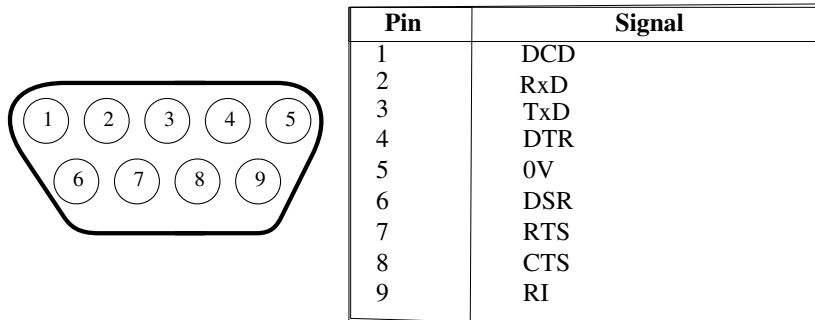 1 2 3 4 5
6 7 8 9
Pin Signal
1 DCD
2 RxD
3 TxD
4 DTR
5 0V
6 DSR
7 RTS
8 CTS
9 RI